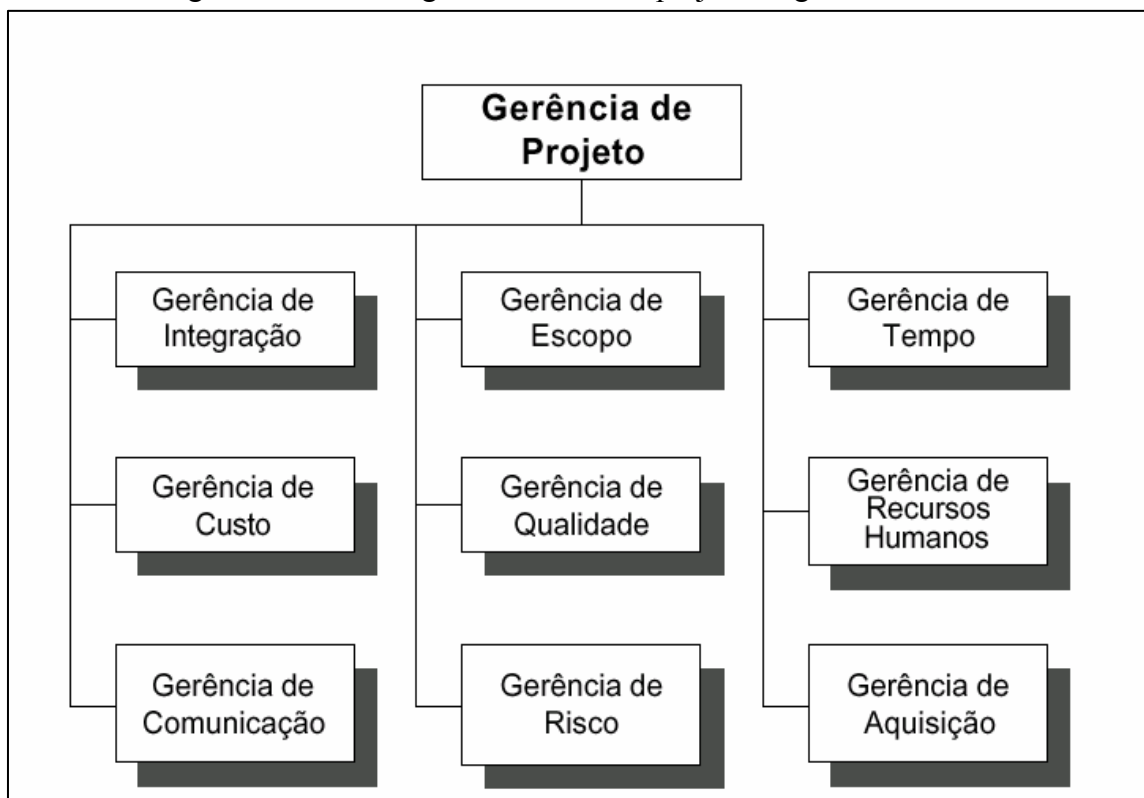 Gerência de
Projeto
Gerência de
Integração
Gerência de
Escopo
Gerência de
Tempo
Gerência de
Custo
Gerência de
Qualidade
Gerência de
Recursos
Humanos
Gerência de
Comunicação
Gerência de
Risco
Gerência de
Aquisição